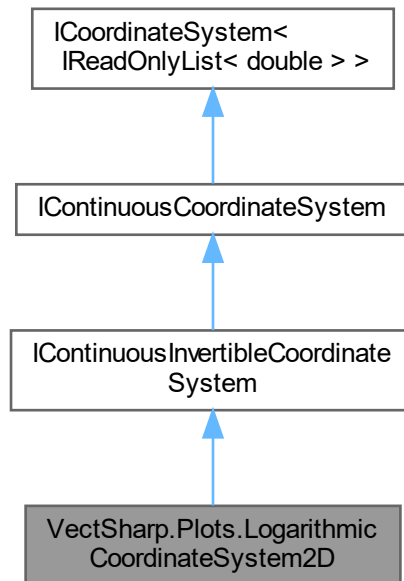 ICoordinateSystem<
IReadOnlyList< double > >
IContinuousCoordinateSystem
IContinuousInvertibleCoordinate
System
VectSharp.Plots.Logarithmic
CoordinateSystem2D